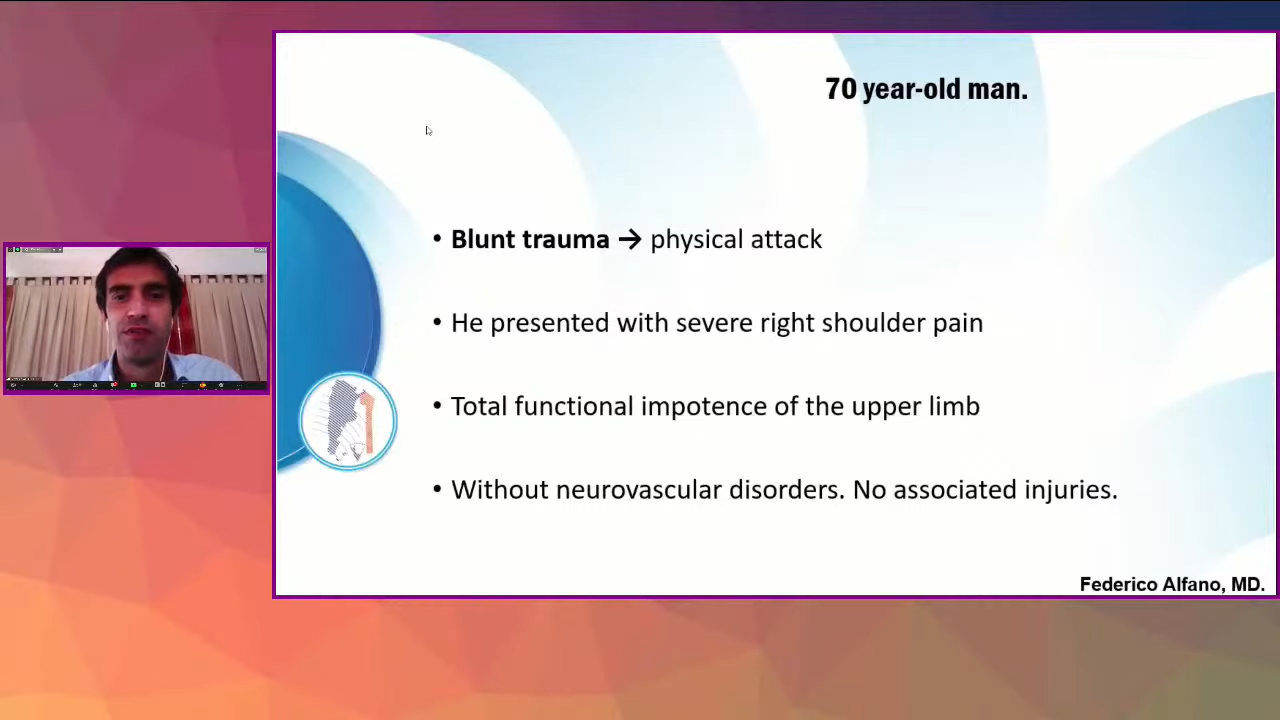 70 year-old man.
• Blunt trauma → physical attack
• He presented with severe right shoulder pain
• Total functional impotence of the upper limb
• Without neurovascular disorders. No associated injuries.
Federico Alfano, MD.